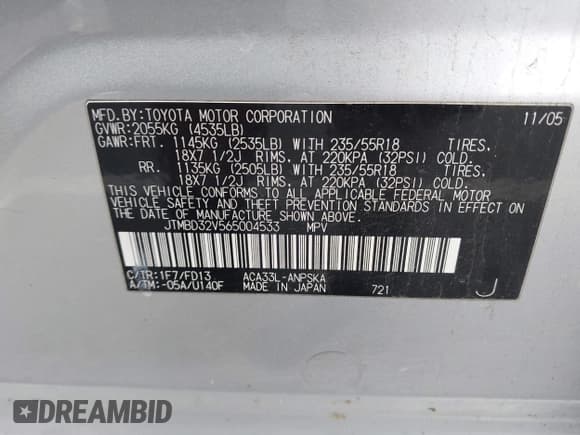 MFD.BY:TOYOTA MOTOR CORPORATION 11/05
GVWR:2055KG (4535LB)
GAWR:FRT. 1145KG (2535LB) WITH 235/55R18 TIRES,
18X7 1/2J RIMS, AT 220KPA (32PSI) COLD.
RR. 1135KG (2505LB) WITH 235/55R18 TIRES,
18X7 1/2J RIMS, AT 220KPA (32PSI) COLD.
THIS VEHICLE CONFORMS TO ALL APPLICABLE FEDERAL MOTOR
VEHICLE SAFETY AND THEFT PREVENTION STANDARDS IN EFFECT
ON THE DATE OF MANUFACTURE SHOWN ABOVE.
JTMBD32V566004533 MPV
C/TR:1F7/FD13 ACA33L-ANPSKA
A/TM:-05A/U140F MADE IN JAPAN 721 J
DREAMBID